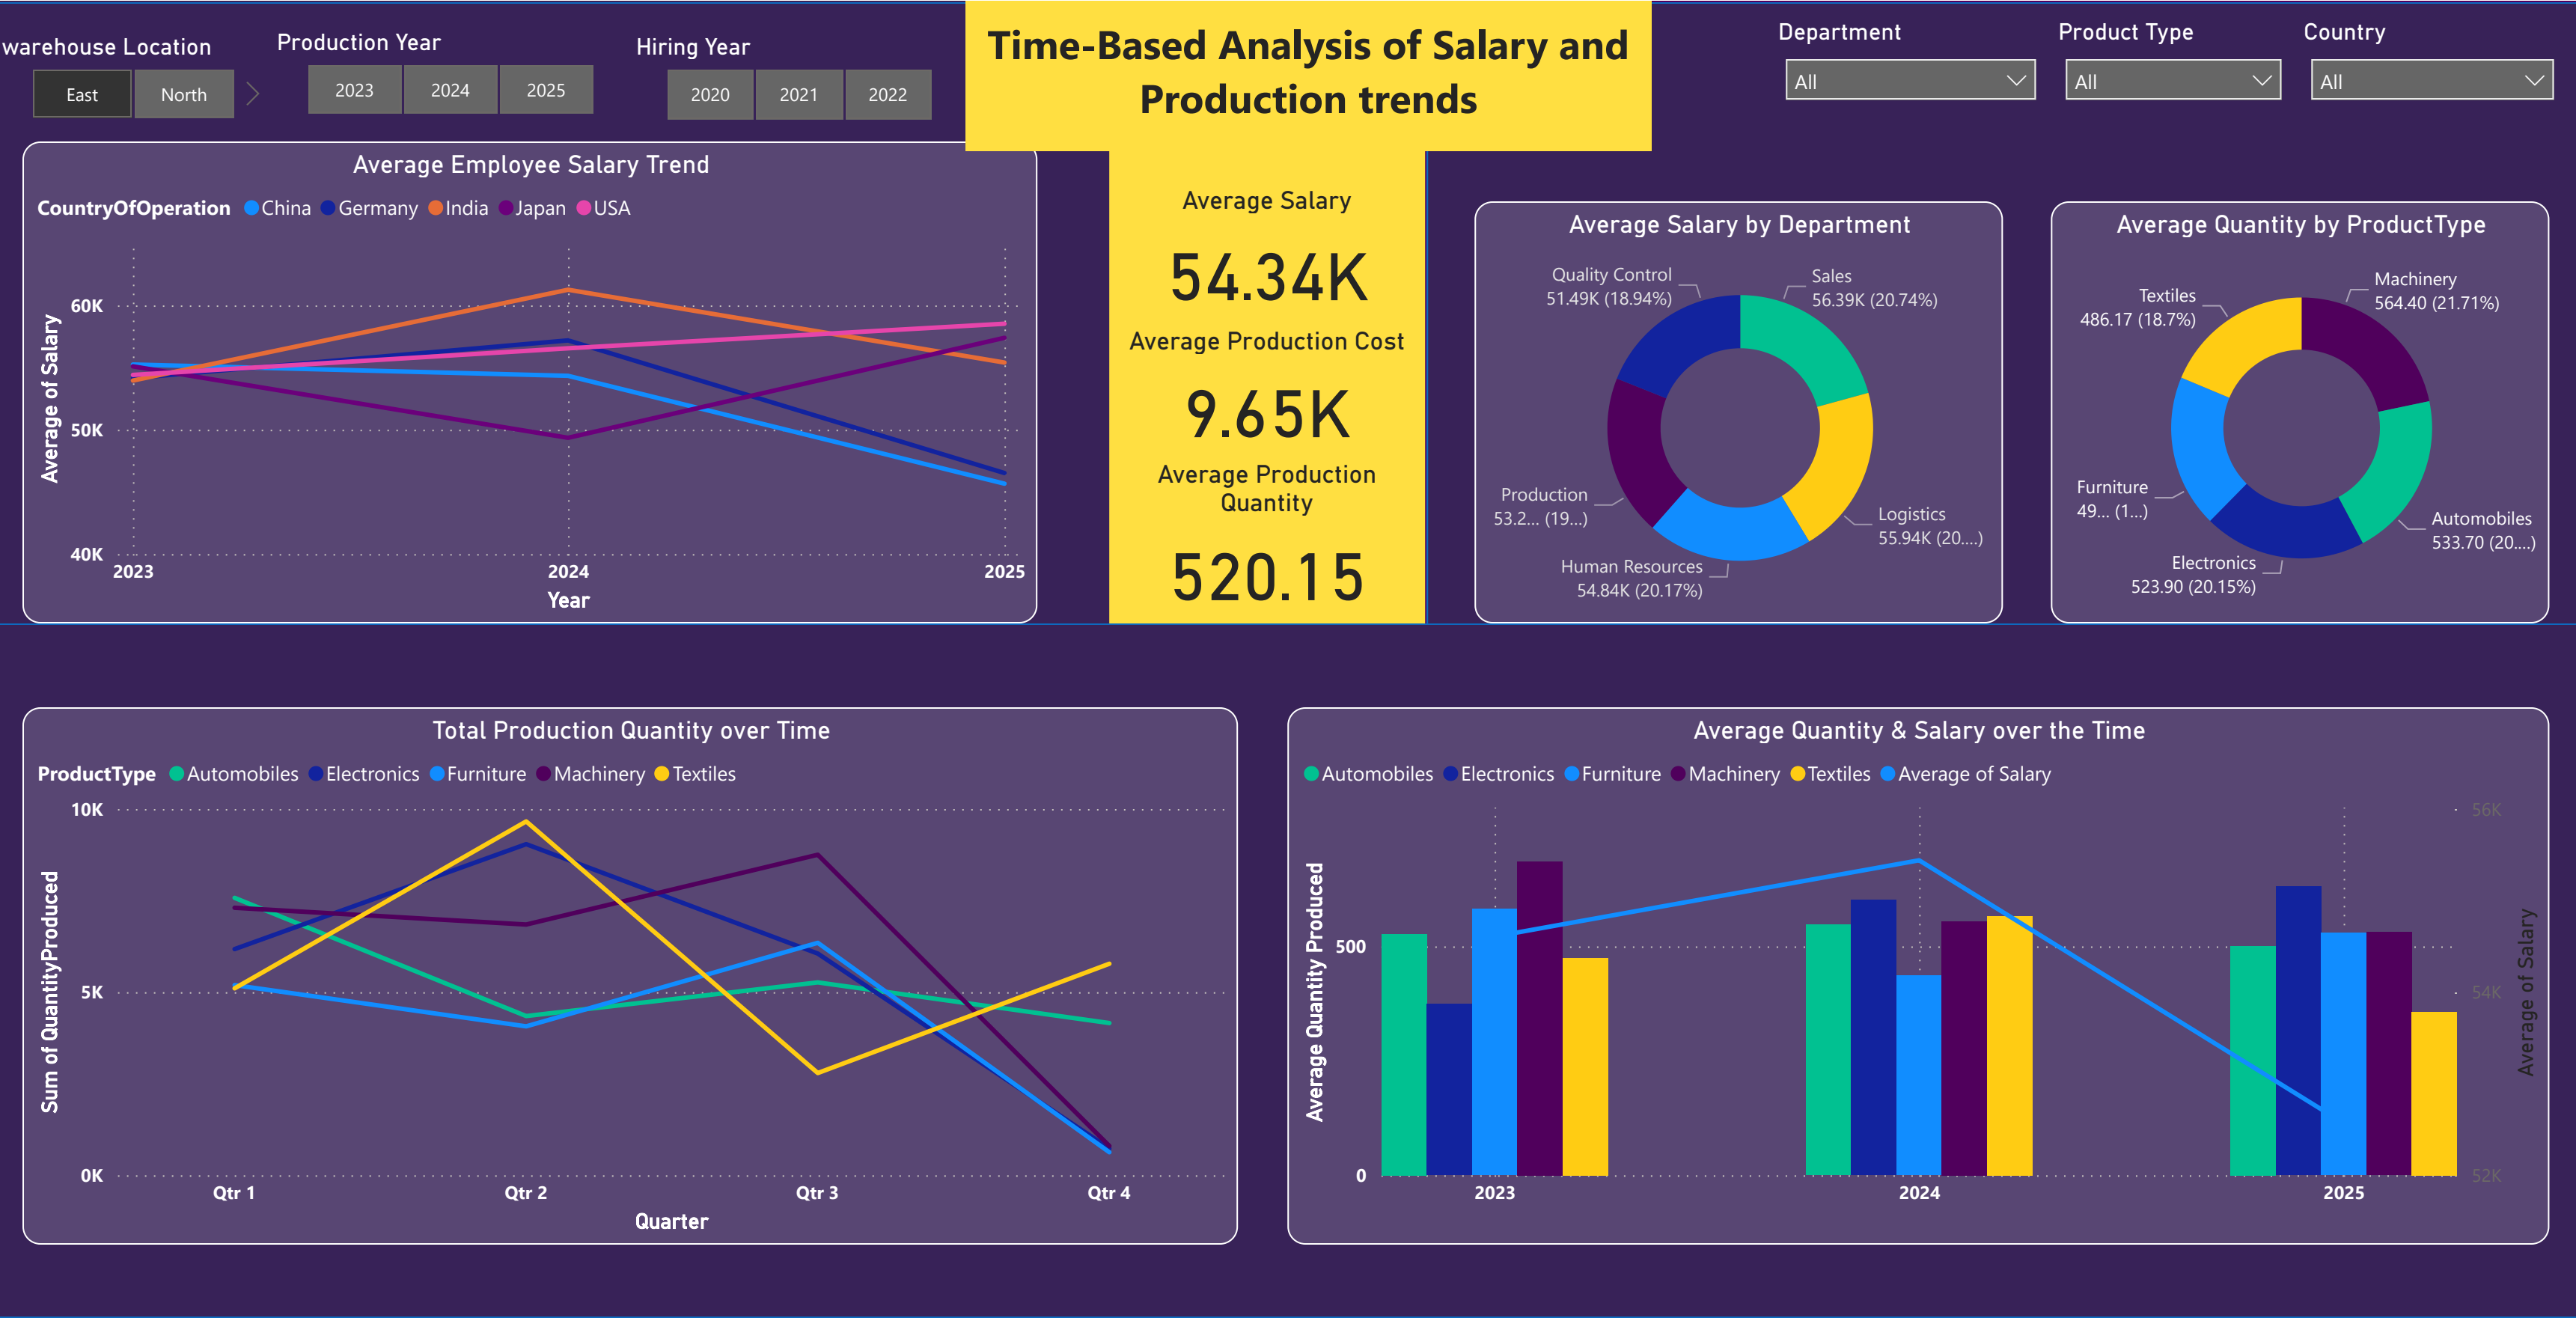 warehouse Location
East
North
Production Year
2023
2024
2025
Hiring Year
2020
2021
2022
Time-Based Analysis of Salary and
Production trends
Department
All
Product Type
All
Country
All
Average Employee Salary Trend
CountryOfOperation China Germany India Japan USA
Average of Salary
60K
50K
40K
2023
2024
2025
Year
Average Salary
54.34K
Average Production Cost
9.65K
Average Production
Quantity
520.15
Average Salary by Department
Quality Control
51.49K (18.94%)
Sales
56.39K (20.74%)
Production
53.2... (19...)
Logistics
55.94K (20....)
Human Resources
54.84K (20.17%)
Average Quantity by ProductType
Machinery
564.40 (21.71%)
Textiles
486.17 (18.7%)
Furniture
49... (1...)
Automobiles
533.70 (20....)
Electronics
523.90 (20.15%)
Total Production Quantity over Time
ProductType Automobiles Electronics Furniture Machinery Textiles
Sum of QuantityProduced
10K
5K
0K
Qtr 1
Qtr 2
Qtr 3
Qtr 4
Quarter
Average Quantity & Salary over the Time
Automobiles Electronics Furniture Machinery Textiles Average of Salary
Average Quantity Produced
500
0
2023
2024
2025
56K
54K
52K
Average of Salary